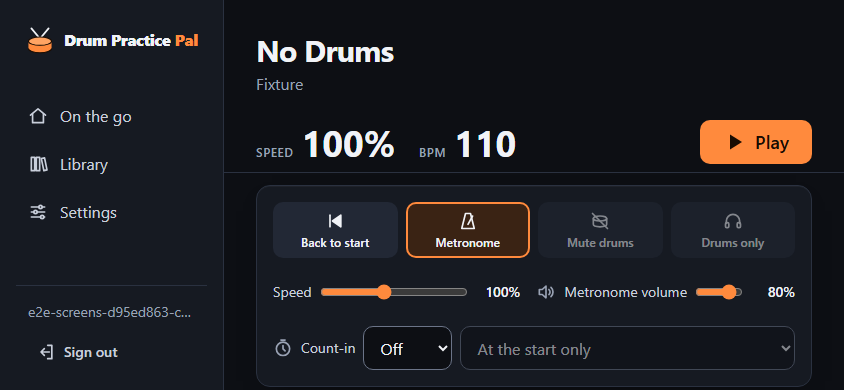 Drum Practice Pal
On the go
Library
Settings
e2e-screens-d95ed863-c...
Sign out
No Drums
Fixture
SPEED 100% BPM 110
Play
Back to start
Metronome
Mute drums
Drums only
Speed 100% Metronome volume 80%
Count-in Off At the start only